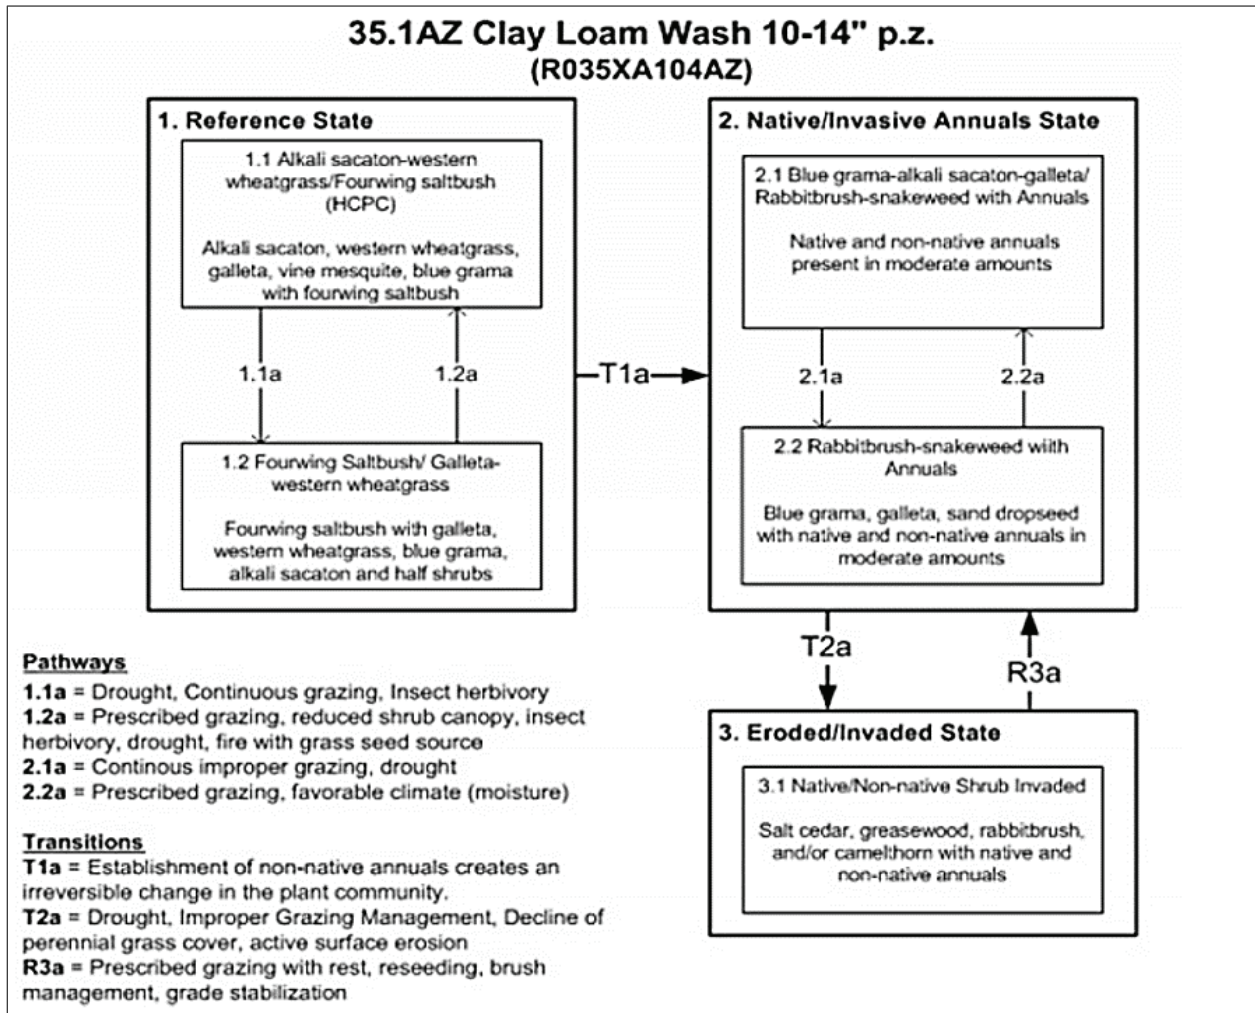 35.1AZ Clay Loam Wash 10-14" p.z.
(R035XA104AZ)
1. Reference State
1.1 Alkali sacaton-western
wheatgrass/Fourwing saltbush
(HCPC)
Alkali sacaton, western wheatgrass,
galleta, vine mesquite, blue grama
with fourwing saltbush
1.1a
1.2a
1.2 Fourwing Saltbush/ Galleta-
western wheatgrass
Fourwing saltbush with galleta,
western wheatgrass, blue grama,
alkali sacaton and half shrubs
T1a
2. Native/Invasive Annuals State
2.1 Blue grama-alkali sacaton-galleta/
Rabbitbrush-snakeweed with Annuals
Native and non-native annuals
present in moderate amounts
2.1a
2.2a
2.2 Rabbitbrush-snakeweed wiith
Annuals
Blue grama, galleta, sand dropseed
with native and non-native annuals in
moderate amounts
T2a
R3a
3. Eroded/Invaded State
3.1 Native/Non-native Shrub Invaded
Salt cedar, greasewood, rabbitbrush,
and/or camelthorn with native and
non-native annuals
Pathways
1.1a = Drought, Continuous grazing, Insect herbivory
1.2a = Prescribed grazing, reduced shrub canopy, insect
herbivory, drought, fire with grass seed source
2.1a = Continous improper grazing, drought
2.2a = Prescribed grazing, favorable climate (moisture)
Transitions
T1a = Establishment of non-native annuals creates an
irreversible change in the plant community.
T2a = Drought, Improper Grazing Management, Decline of
perennial grass cover, active surface erosion
R3a = Prescribed grazing with rest, reseeding, brush
management, grade stabilization